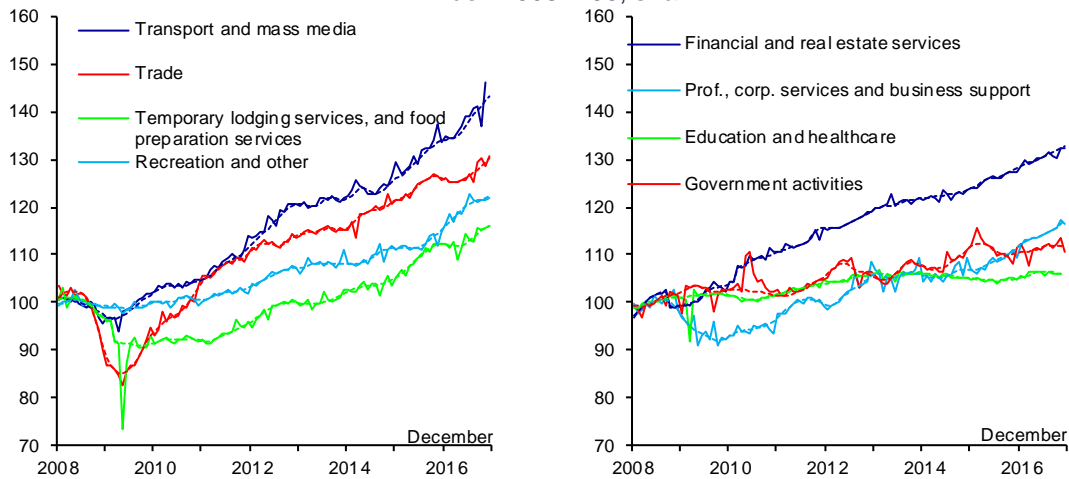 160
150
140
130
120
110
100
90
80
70
Transport and mass media
Trade
Temporary lodging services, and food
preparation services
Recreation and other
December
2008 2010 2012 2014 2016
160
150
140
130
120
110
100
90
80
70
Financial and real estate services
Prof., corp. services and business support
Education and healthcare
Government activities
December
2008 2010 2012 2014 2016